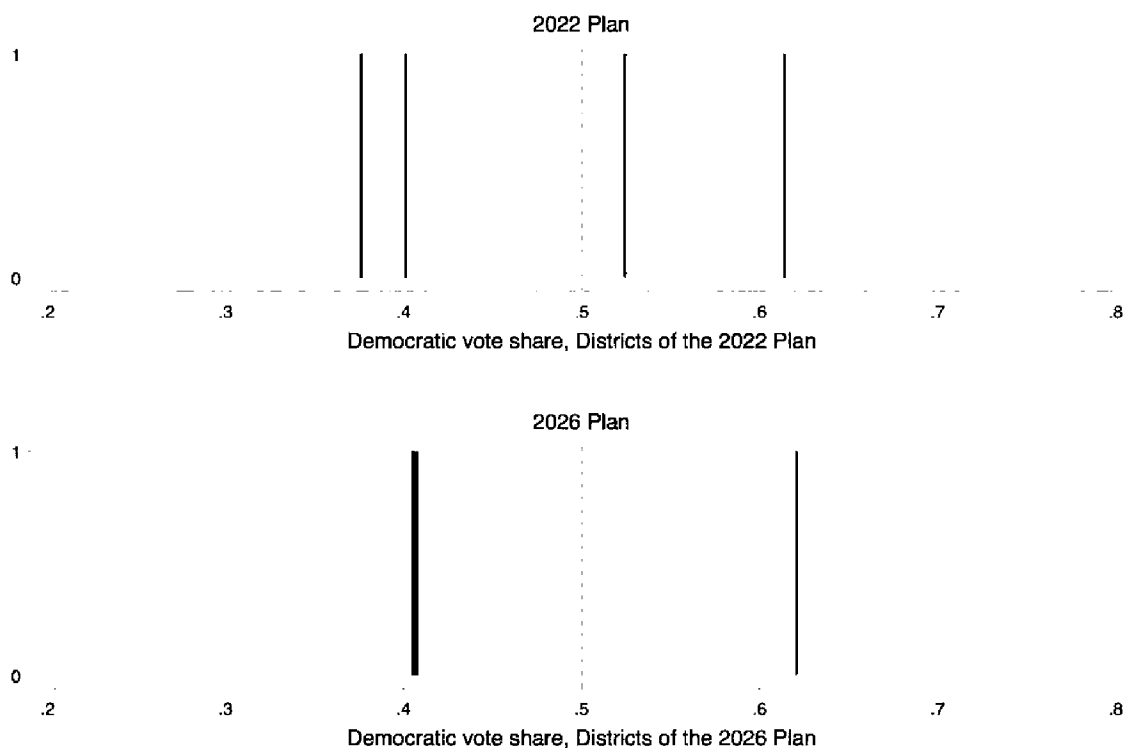 2022 Plan
1
0
.2 .3 .4 .5 .6 .7 .8
Democratic vote share, Districts of the 2022 Plan
2026 Plan
1
0
.2 .3 .4 .5 .6 .7 .8
Democratic vote share, Districts of the 2026 Plan